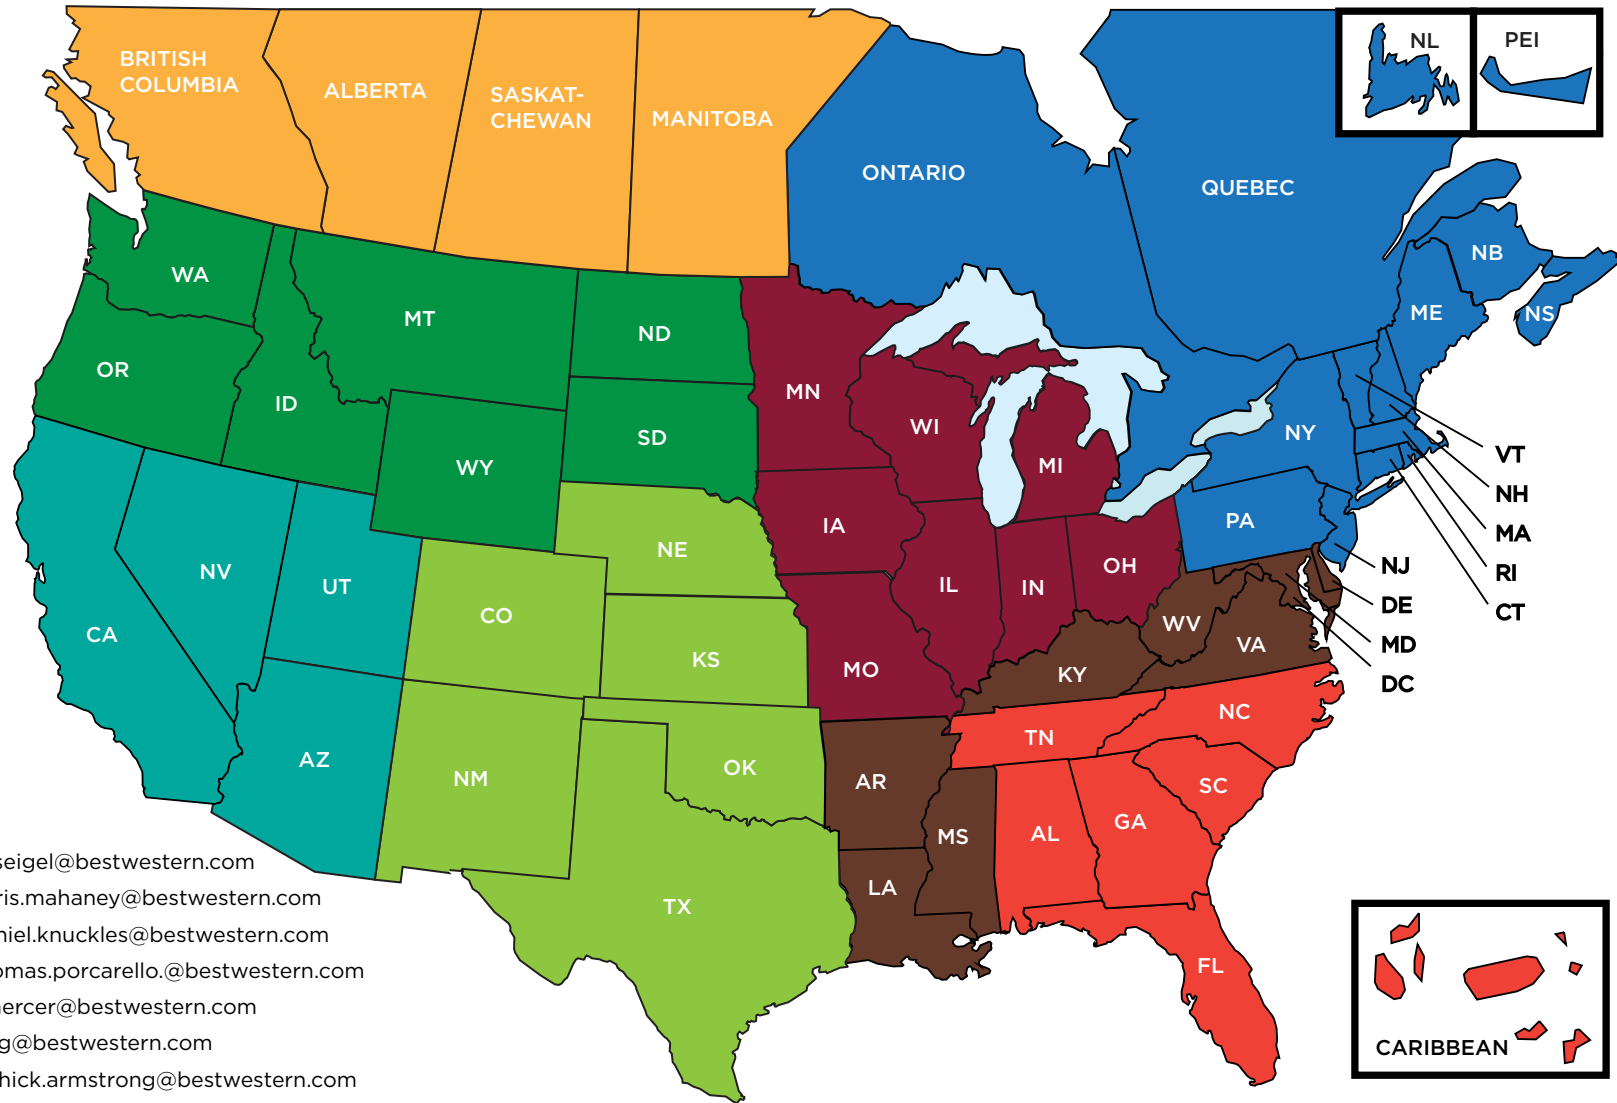 BRITISH
COLUMBIA
ALBERTA
SASKAT-
CHEWAN
MANITOBA
ONTARIO
QUEBEC
NL
PEI
NB
NS
ME
WA
MT
ND
OR
ID
SD
WY
MN
WI
MI
NY
VT
NH
MA
RI
CT
NJ
DE
MD
DC
PA
IA
NE
NV
UT
CO
CA
KS
IL
IN
OH
MO
WV
VA
KY
NC
TN
AZ
NM
OK
AR
SC
GA
AL
MS
LA
TX
FL
CARIBBEAN
seigel@bestwestern.com
ris.mahaney@bestwestern.com
niel.knuckles@bestwestern.com
omas.porcarello.@bestwestern.com
ercer@bestwestern.com
g@bestwestern.com
hick.armstrong@bestwestern.com